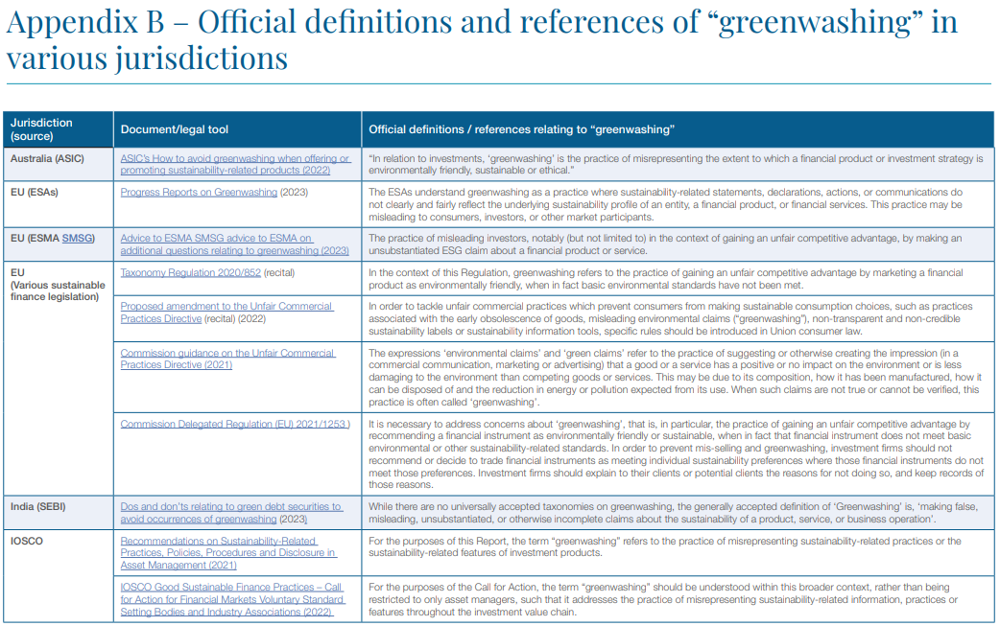 Appendix B – Official definitions and references of “greenwashing” in
various jurisdictions
Jurisdiction
(source)
Document/legal tool
Official definitions / references relating to “greenwashing”
Australia (ASIC)
ASIC’s How to avoid greenwashing when offering or
promoting sustainability-related products (2022)
“In relation to investments, ‘greenwashing’ is the practice of misrepresenting the extent to which a financial product or investment strategy is
environmentally friendly, sustainable or ethical.”
EU (ESAs)
Progress Reports on Greenwashing (2023)
The ESAs understand greenwashing as a practice where sustainability-related statements, declarations, actions, or communications do
not clearly and fairly reflect the underlying sustainability profile of an entity, a financial product, or financial services. This practice may be
misleading to consumers, investors, or other market participants.
EU (ESMA SMSG)
Advice to ESMA SMSG advice to ESMA on
additional questions relating to greenwashing (2023)
The practice of misleading investors, notably (but not limited to) in the context of gaining an unfair competitive advantage, by making an
unsubstantiated ESG claim about a financial product or service.
EU
(Various sustainable
finance legislation)
Taxonomy Regulation 2020/852 (recital)
In the context of this Regulation, greenwashing refers to the practice of gaining an unfair competitive advantage by marketing a financial
product as environmentally friendly, when in fact basic environmental standards have not been met.
Proposed amendment to the Unfair Commercial
Practices Directive (recital) (2022)
In order to tackle unfair commercial practices which prevent consumers from making sustainable consumption choices, such as practices
associated with the early obsolescence of goods, misleading environmental claims (“greenwashing”), non-transparent and non-credible
sustainability labels or sustainability information tools, specific rules should be introduced in Union consumer law.
Commission guidance on the Unfair Commercial
Practices Directive (2021)
The expressions ‘environmental claims’ and ‘green claims’ refer to the practice of suggesting or otherwise creating the impression (in a
commercial communication, marketing or advertising) that a good or a service has a positive or no impact on the environment or is less
damaging to the environment than competing goods or services. This may be due to its composition, how it has been manufactured, how it
can be disposed of and the reduction in energy or pollution expected from its use. When such claims are not true or cannot be verified, this
practice is often called ‘greenwashing’.
Commission Delegated Regulation (EU) 2021/1253 )
It is necessary to address concerns about ‘greenwashing’, that is, in particular, the practice of gaining an unfair competitive advantage by
recommending a financial instrument as environmentally friendly or sustainable, when in fact that financial instrument does not meet basic
environmental or other sustainability-related standards. In order to prevent mis-selling and greenwashing, investment firms should not
recommend or decide to trade financial instruments as meeting individual sustainability preferences where those financial instruments do not
meet those preferences. Investment firms should explain to their clients or potential clients the reasons for not doing so, and keep records of
those reasons.
India (SEBI)
Dos and don’ts relating to green debt securities to
avoid occurrences of greenwashing (2023)
While there are no universally accepted taxonomies on greenwashing, the generally accepted definition of ‘Greenwashing’ is, ‘making false,
misleading, unsubstantiated, or otherwise incomplete claims about the sustainability of a product, service, or business operation’.
IOSCO
Recommendations on Sustainability-Related
Practices, Policies, Procedures and Disclosure in
Asset Management (2021)
For the purposes of this Report, the term “greenwashing” refers to the practice of misrepresenting sustainability-related practices or the
sustainability-related features of investment products.
IOSCO Good Sustainable Finance Practices – Call
for Action for Financial Markets Voluntary Standard
Setting Bodies and Industry Associations (2022)
For the purposes of the Call for Action, the term “greenwashing” should be understood within this broader context, rather than being
restricted to only asset managers, such that it addresses the practice of misrepresenting sustainability-related information, practices or
features throughout the investment value chain.